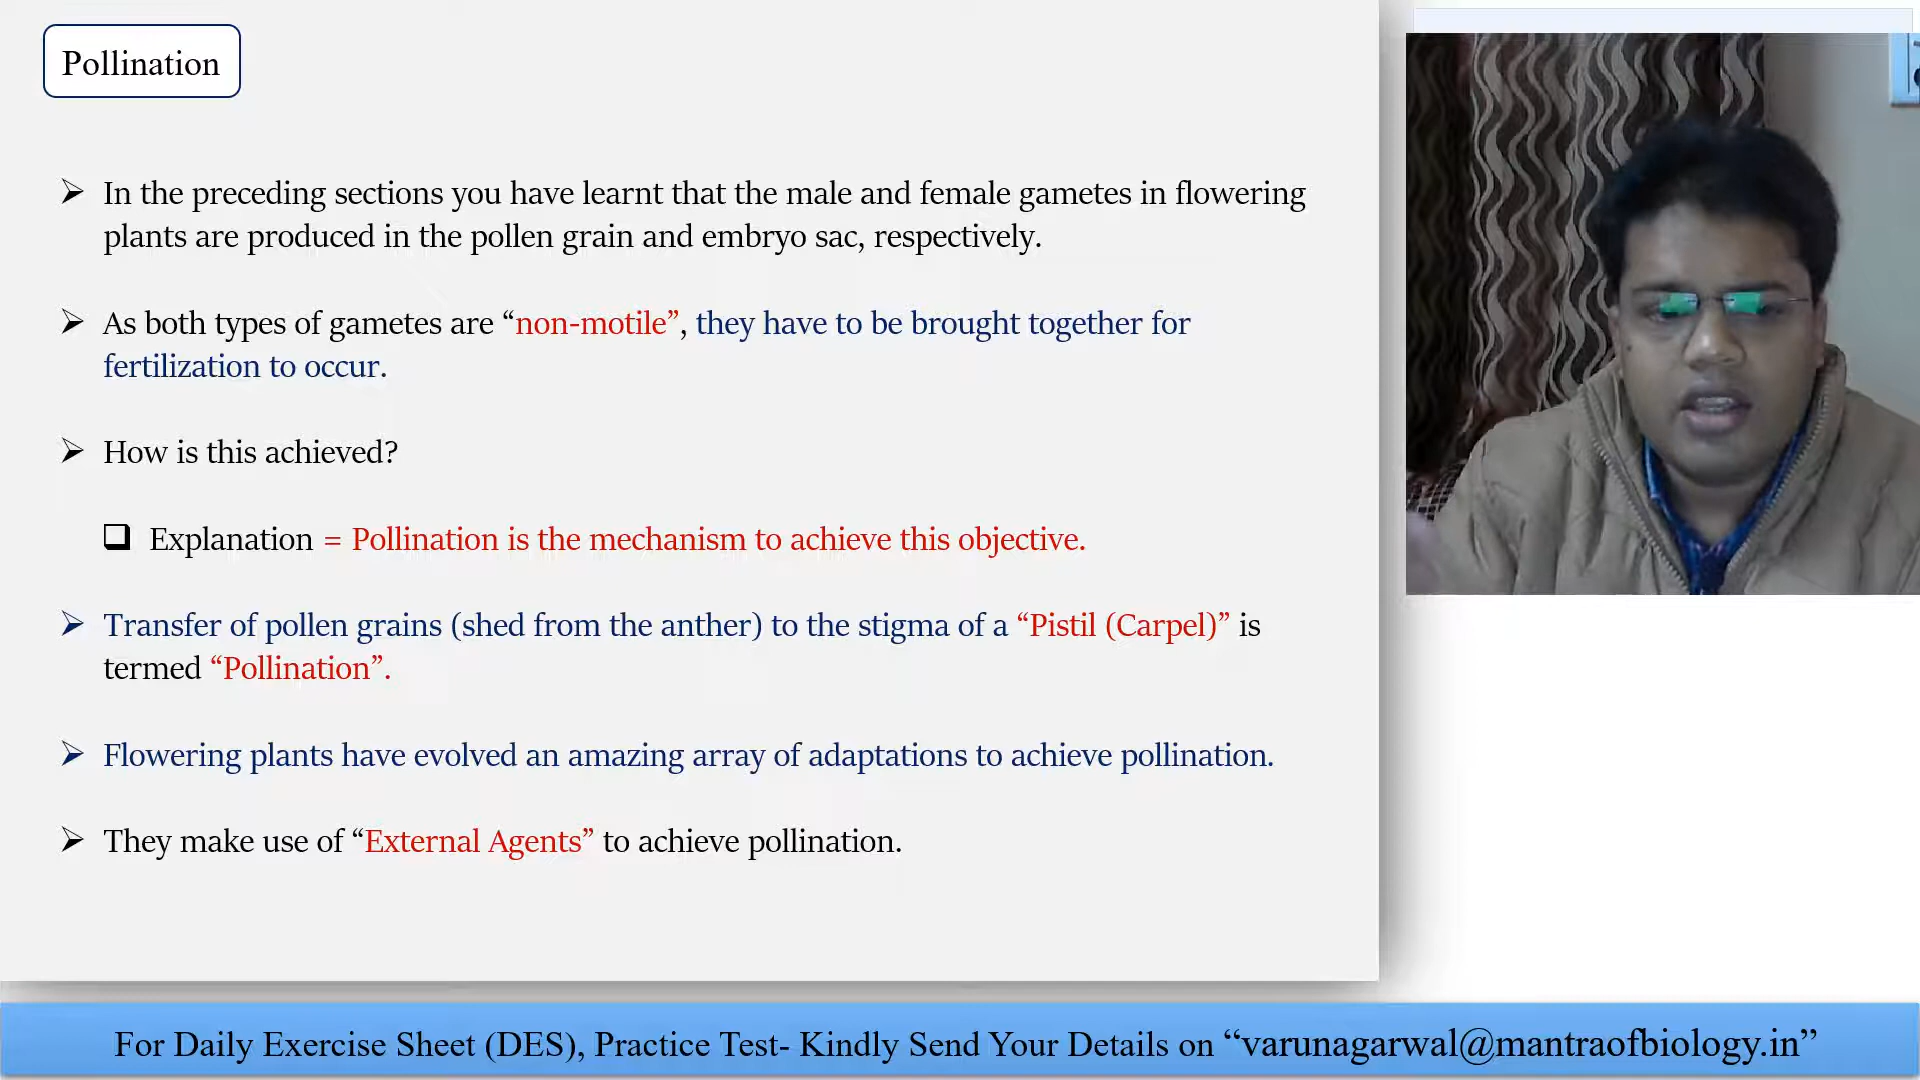 Pollination
➢ In the preceding sections you have learnt that the male and female gametes in flowering
plants are produced in the pollen grain and embryo sac, respectively.
➢ As both types of gametes are “non-motile”, they have to be brought together for
fertilization to occur.
➢ How is this achieved?
❑ Explanation = Pollination is the mechanism to achieve this objective.
➢ Transfer of pollen grains (shed from the anther) to the stigma of a “Pistil (Carpel)” is
termed “Pollination”.
➢ Flowering plants have evolved an amazing array of adaptations to achieve pollination.
➢ They make use of “External Agents” to achieve pollination.
For Daily Exercise Sheet (DES), Practice Test- Kindly Send Your Details on “varunagarwal@mantraofbiology.in”